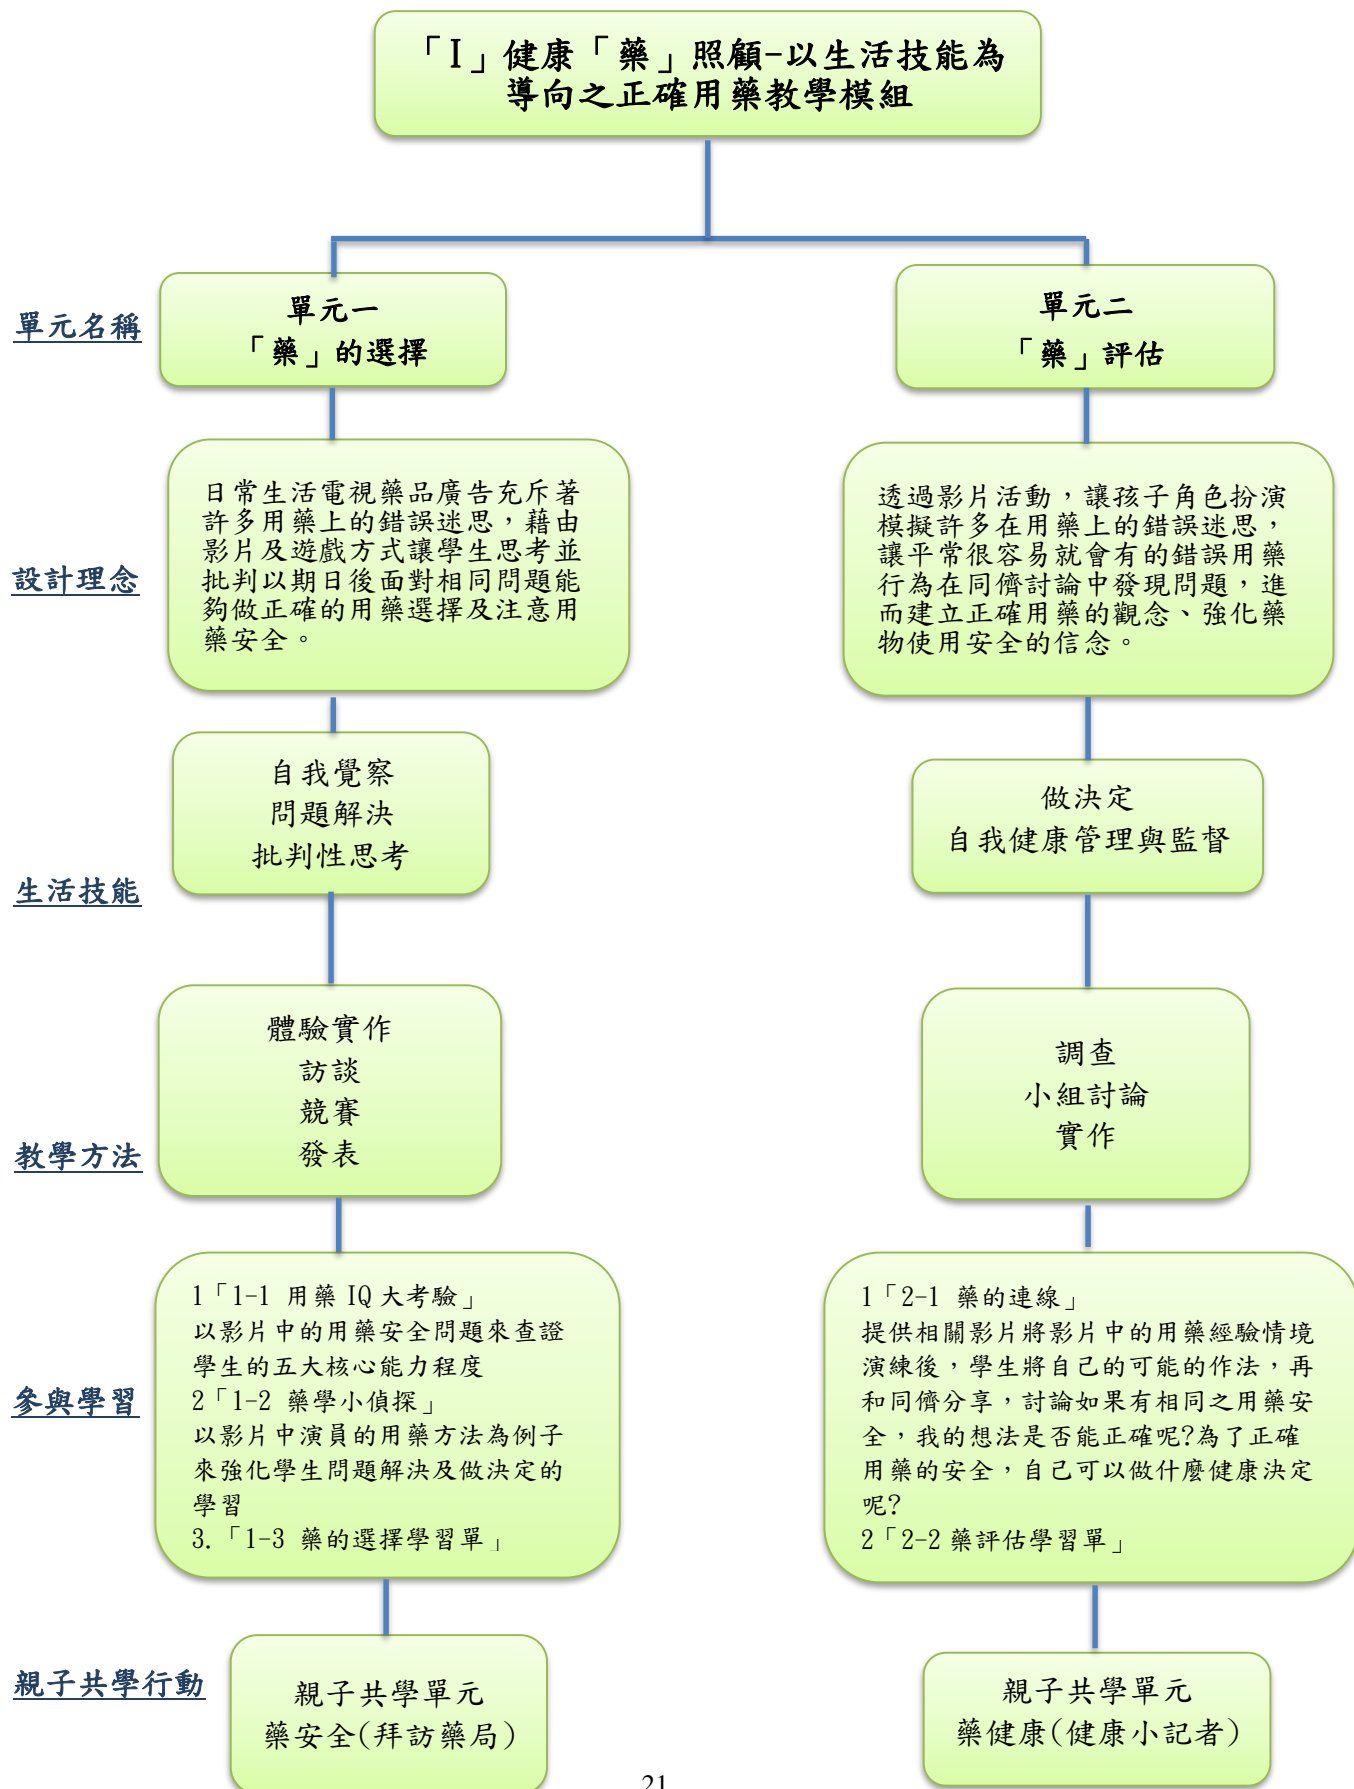 「I」健康「藥」照顧-以生活技能為
導向之正確用藥教學模組
單元名稱
單元一
「藥」的選擇
單元二
「藥」評估
設計理念
日常生活電視藥品廣告充斥著
許多用藥上的錯誤迷思，藉由
影片及遊戲方式讓學生思考並
批判以期日後面對相同問題能
夠做正確的用藥選擇及注意用
藥安全。
透過影片活動，讓孩子角色扮演
模擬許多在用藥上的錯誤迷思，
讓平常很容易就會有的錯誤用藥
行為在同儕討論中發現問題，進
而建立正確用藥的觀念、強化藥
物使用安全的信念。
生活技能
自我覺察
問題解決
批判性思考
做決定
自我健康管理與監督
教學方法
體驗實作
訪談
競賽
發表
調查
小組討論
實作
參與學習
1「1-1 用藥 IQ 大考驗」
以影片中的用藥安全問題來查證
學生的五大核心能力程度
2「1-2 藥學小偵探」
以影片中演員的用藥方法為例子
來強化學生問題解決及做決定的
學習
3.「1-3 藥的選擇學習單」
1「2-1 藥的連線」
提供相關影片將影片中的用藥經驗情境
演練後，學生將自己的可能的作法，再
和同儕分享，討論如果有相同之用藥安
全，我的想法是否能正確呢?為了正確
用藥的安全，自己可以做什麼健康決定
呢?
2「2-2 藥評估學習單」
親子共學行動
親子共學單元
藥安全(拜訪藥局)
親子共學單元
藥健康(健康小記者)
21